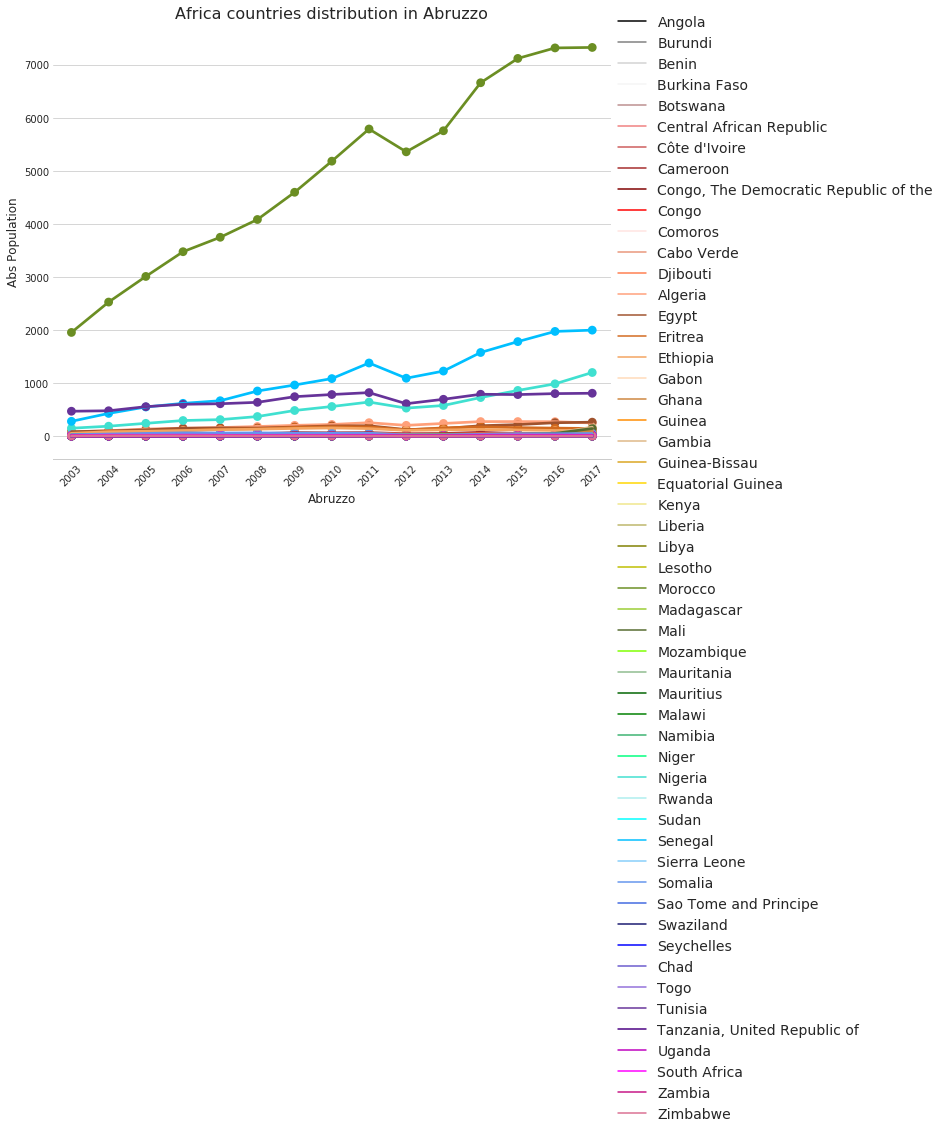 Africa countries distribution in Abruzzo
Abs Population
7000
6000
5000
4000
3000
2000
1000
0
2003 2004 2005 2006 2007 2008 2009 2010 2011 2012 2013 2014 2015 2016 2017
Abruzzo
Angola
Burundi
Benin
Burkina Faso
Botswana
Central African Republic
Côte d'Ivoire
Cameroon
Congo, The Democratic Republic of the
Congo
Comoros
Cabo Verde
Djibouti
Algeria
Egypt
Eritrea
Ethiopia
Gabon
Ghana
Guinea
Gambia
Guinea-Bissau
Equatorial Guinea
Kenya
Liberia
Libya
Lesotho
Morocco
Madagascar
Mali
Mozambique
Mauritania
Mauritius
Malawi
Namibia
Niger
Nigeria
Rwanda
Sudan
Senegal
Sierra Leone
Somalia
Sao Tome and Principe
Swaziland
Seychelles
Chad
Togo
Tunisia
Tanzania, United Republic of
Uganda
South Africa
Zambia
Zimbabwe